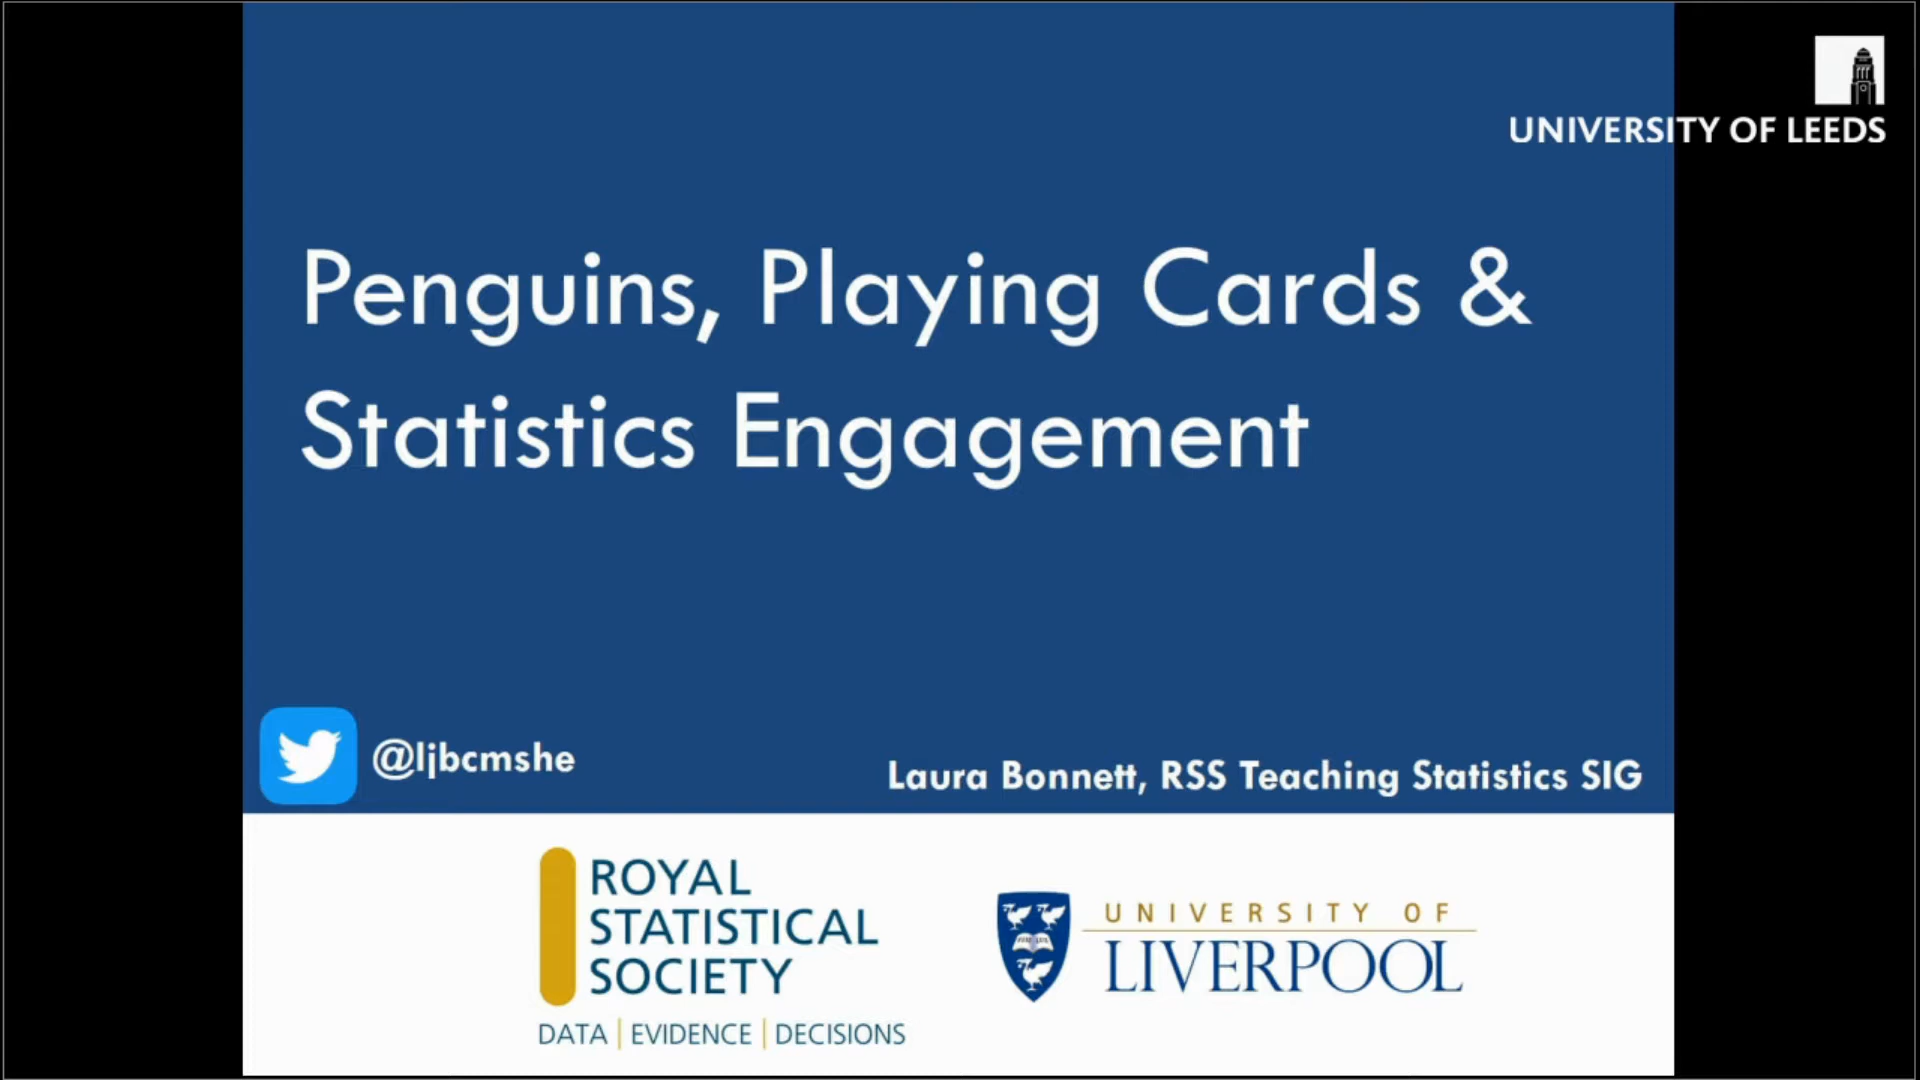 UNIVERSITY OF LEEDS
Penguins, Playing Cards &
Statistics Engagement
@ljbcmshe
Laura Bonnett, RSS Teaching Statistics SIG
ROYAL
STATISTICAL
SOCIETY
DATA | EVIDENCE | DECISIONS
UNIVERSITY OF
LIVERPOOL